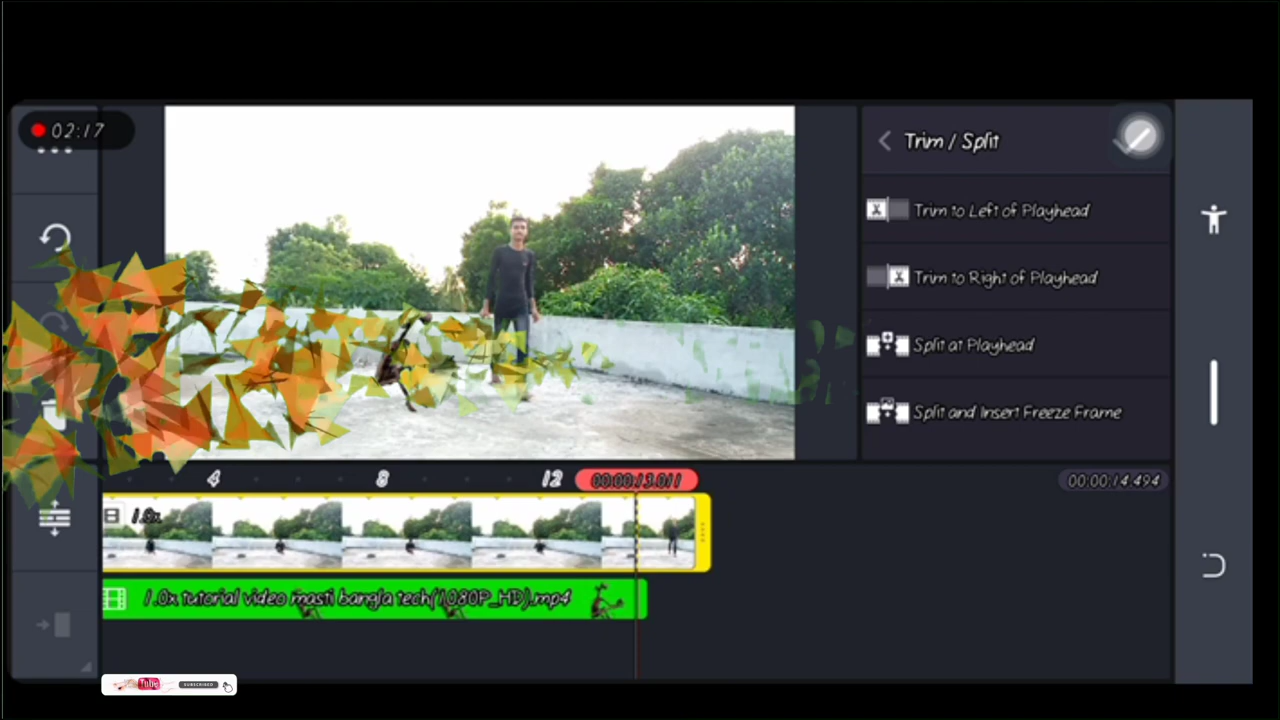 02:17
Trim / Split
Trim to Left of Playhead
Trim to Right of Playhead
Split at Playhead
Split and Insert Freeze Frame
4 8 12 00:00:13.011 00:00:14.494
1.0x
1.0x tutorial video masti bangla tech(1080P_HD).mp4
Tube SUBSCRIBED